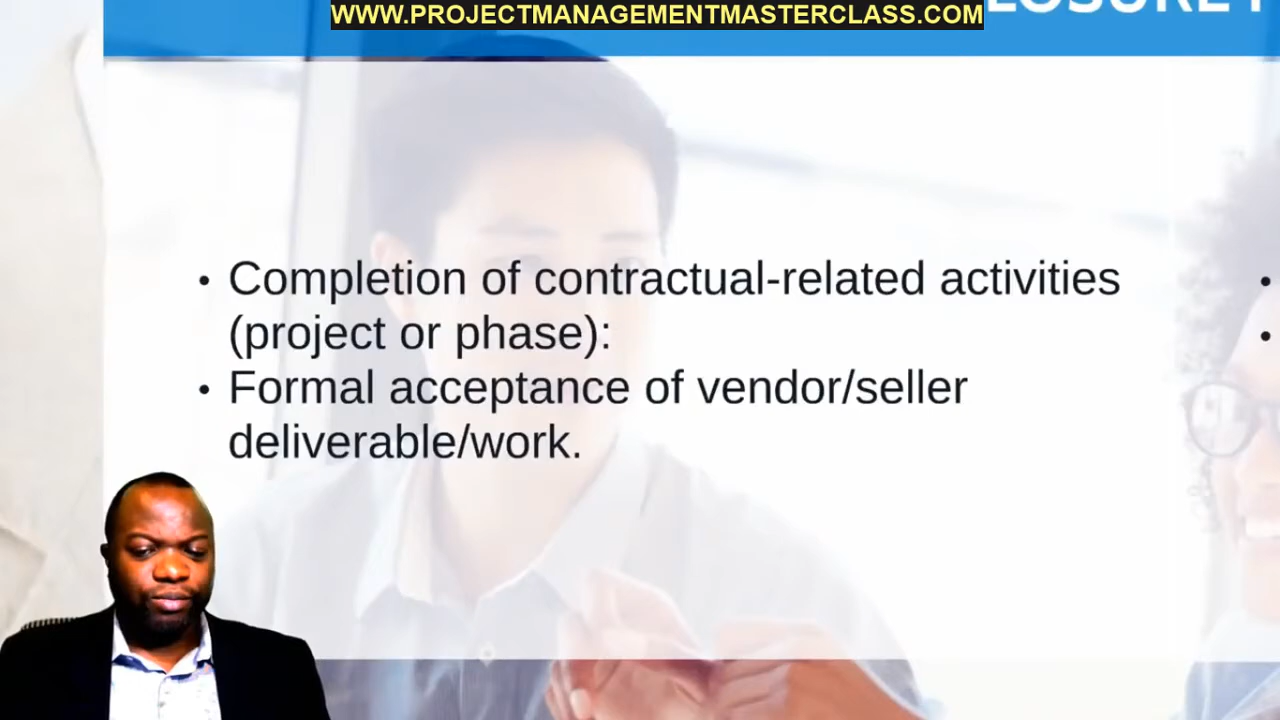 WWW.PROJECTMANAGEMENTMASTERCLASS.COM
• Completion of contractual-related activities
(project or phase):
• Formal acceptance of vendor/seller
deliverable/work.